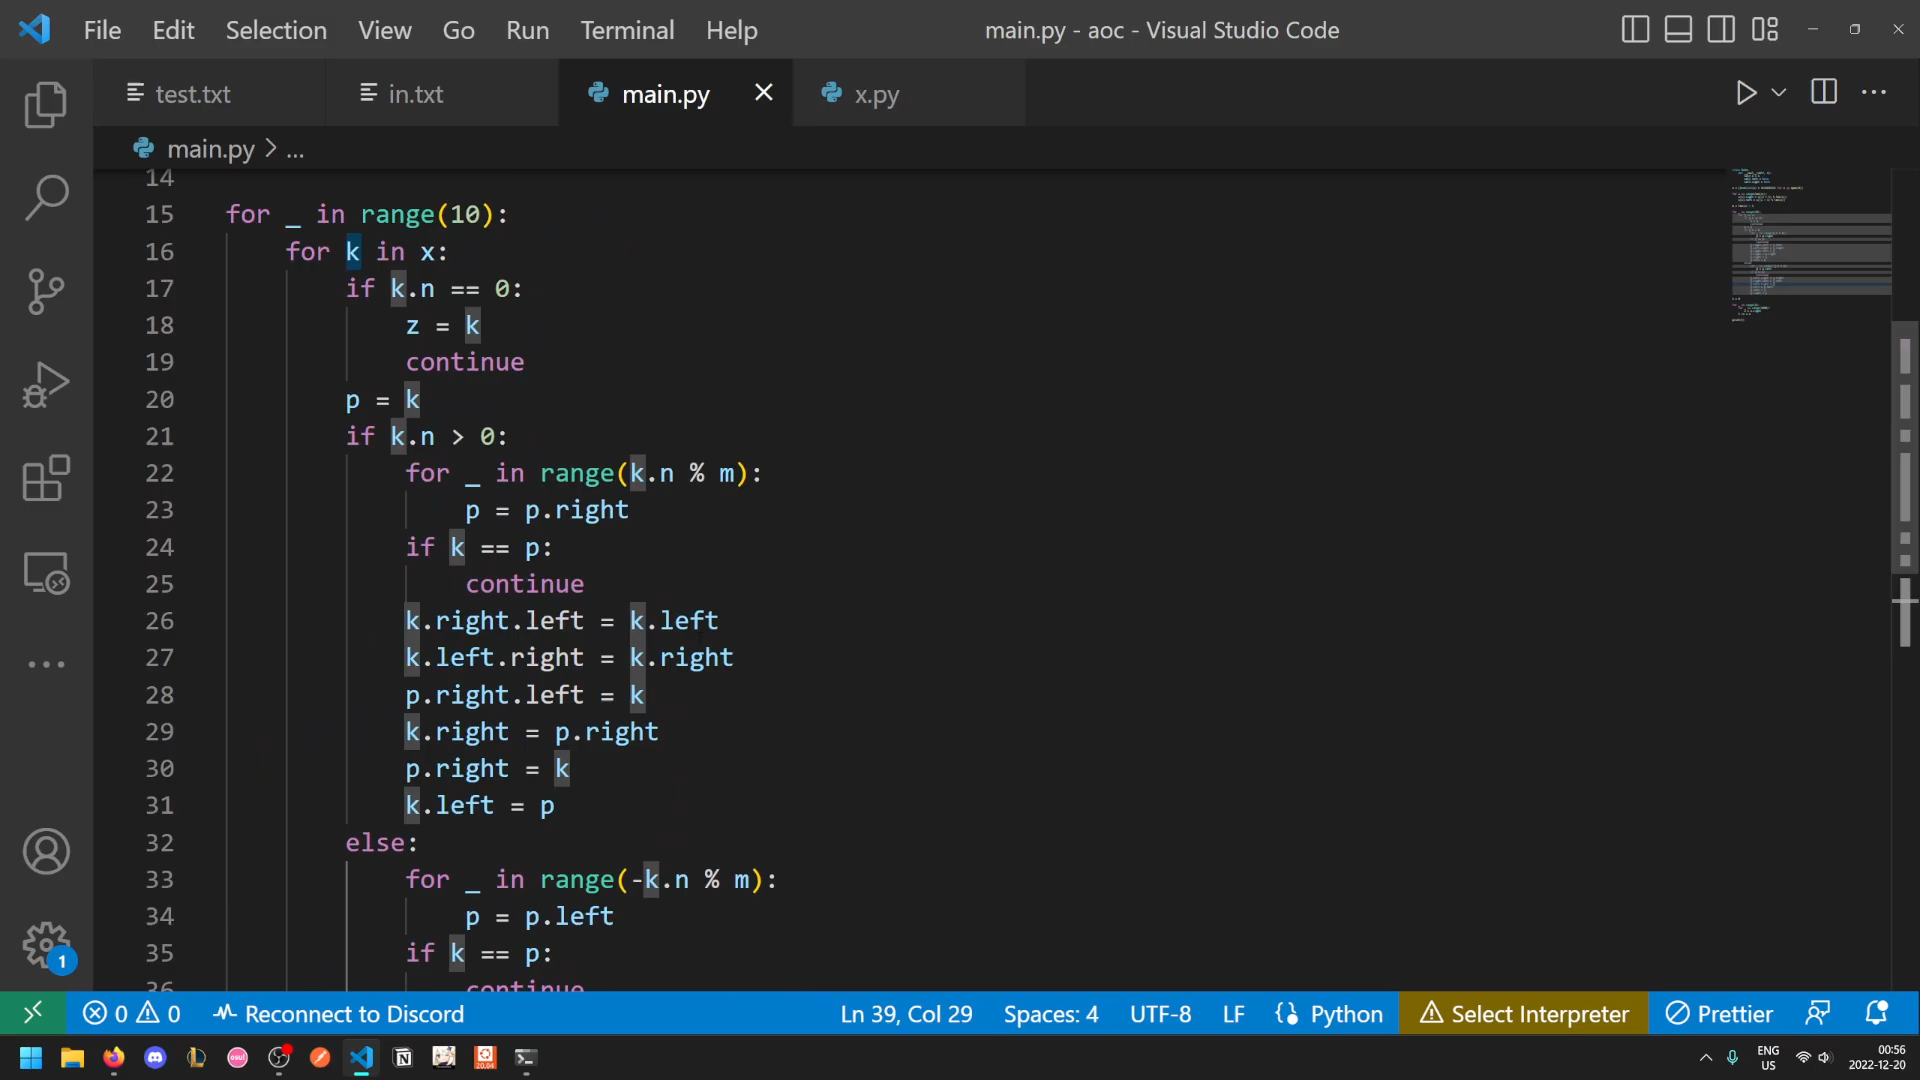 File Edit Selection View Go Run Terminal Help main.py - aoc - Visual Studio Code
test.txt in.txt main.py x.py
main.py > ...
14
15 for _ in range(10):
16 for k in x:
17 if k.n == 0:
18 z = k
19 continue
20 p = k
21 if k.n > 0:
22 for _ in range(k.n % m):
23 p = p.right
24 if k == p:
25 continue
26 k.right.left = k.left
27 k.left.right = k.right
28 p.right.left = k
29 k.right = p.right
30 p.right = k
31 k.left = p
32 else:
33 for _ in range(-k.n % m):
34 p = p.left
35 if k == p:
36 continue
1
0 0 Reconnect to Discord Ln 39, Col 29 Spaces: 4 UTF-8 LF Python Select Interpreter Prettier
osu! 20.04 ENG US 00:56 2022-12-20